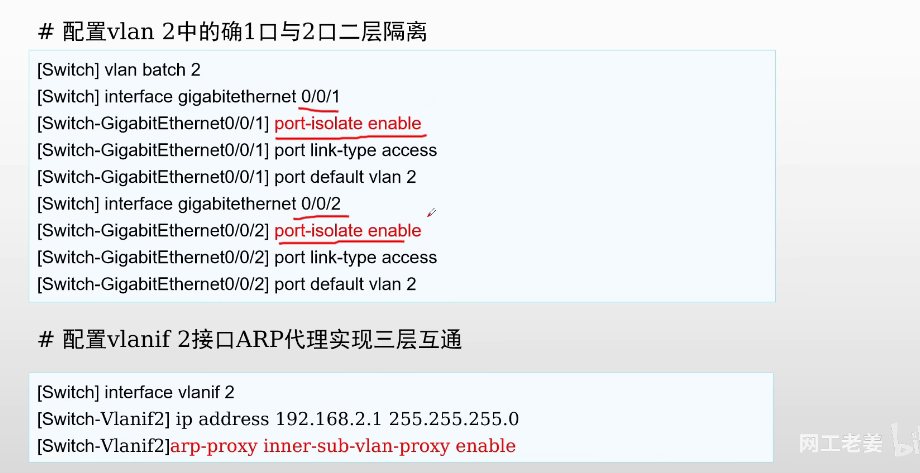 # 配置vlan 2中的确1口与2口二层隔离
[Switch] vlan batch 2
[Switch] interface gigabitethernet 0/0/1
[Switch-GigabitEthernet0/0/1] port-isolate enable
[Switch-GigabitEthernet0/0/1] port link-type access
[Switch-GigabitEthernet0/0/1] port default vlan 2
[Switch] interface gigabitethernet 0/0/2
[Switch-GigabitEthernet0/0/2] port-isolate enable
[Switch-GigabitEthernet0/0/2] port link-type access
[Switch-GigabitEthernet0/0/2] port default vlan 2
# 配置vlanif 2接口ARP代理实现三层互通
[Switch] interface vlanif 2
[Switch-Vlanif2] ip address 192.168.2.1 255.255.255.0
[Switch-Vlanif2]arp-proxy inner-sub-vlan-proxy enable
网工老姜